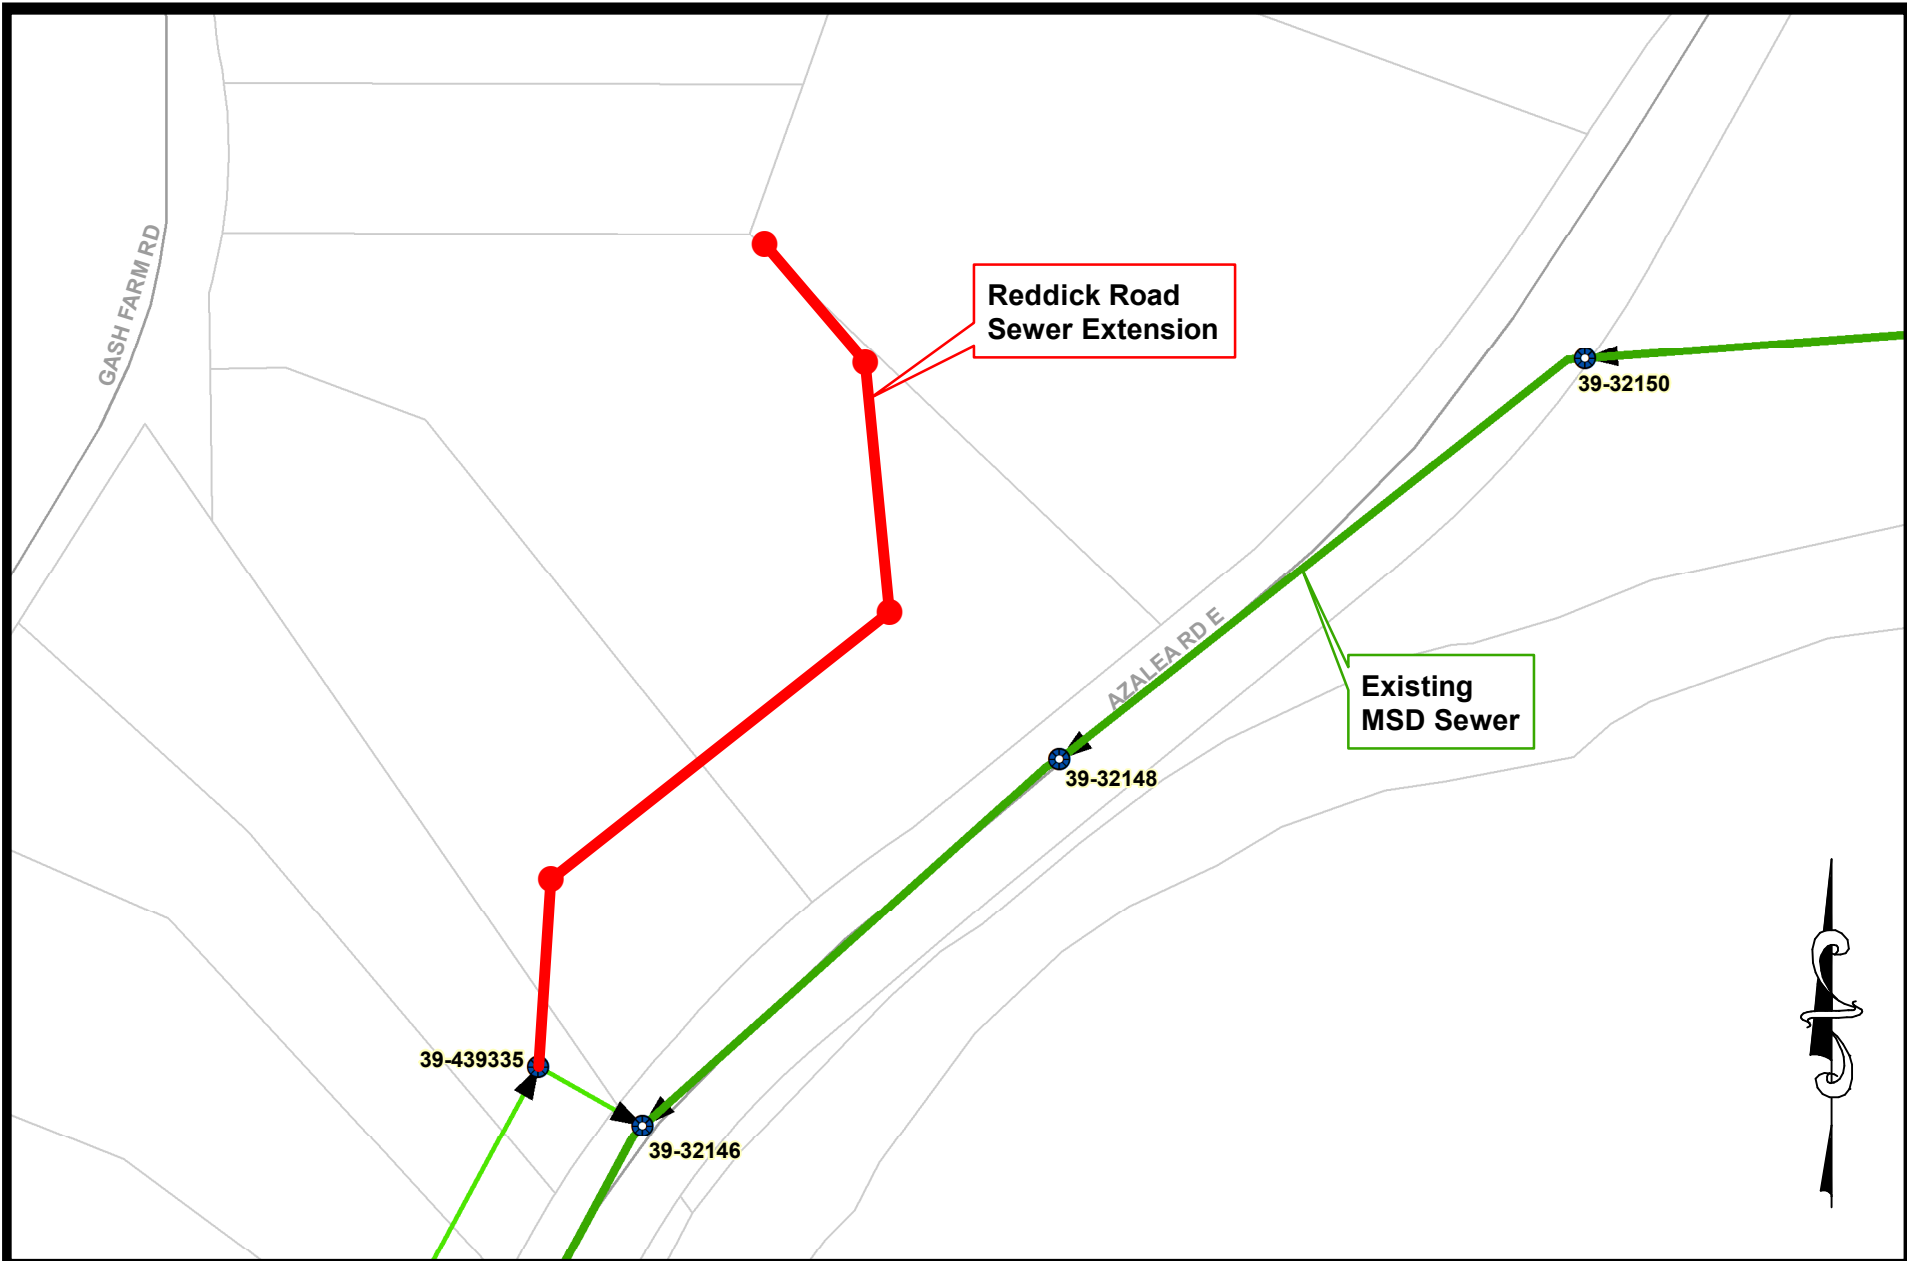 GASH FARM RD
Reddick Road
Sewer Extension
39-32150
AZALEA RD E
Existing
MSD Sewer
39-32148
39-439335
39-32146